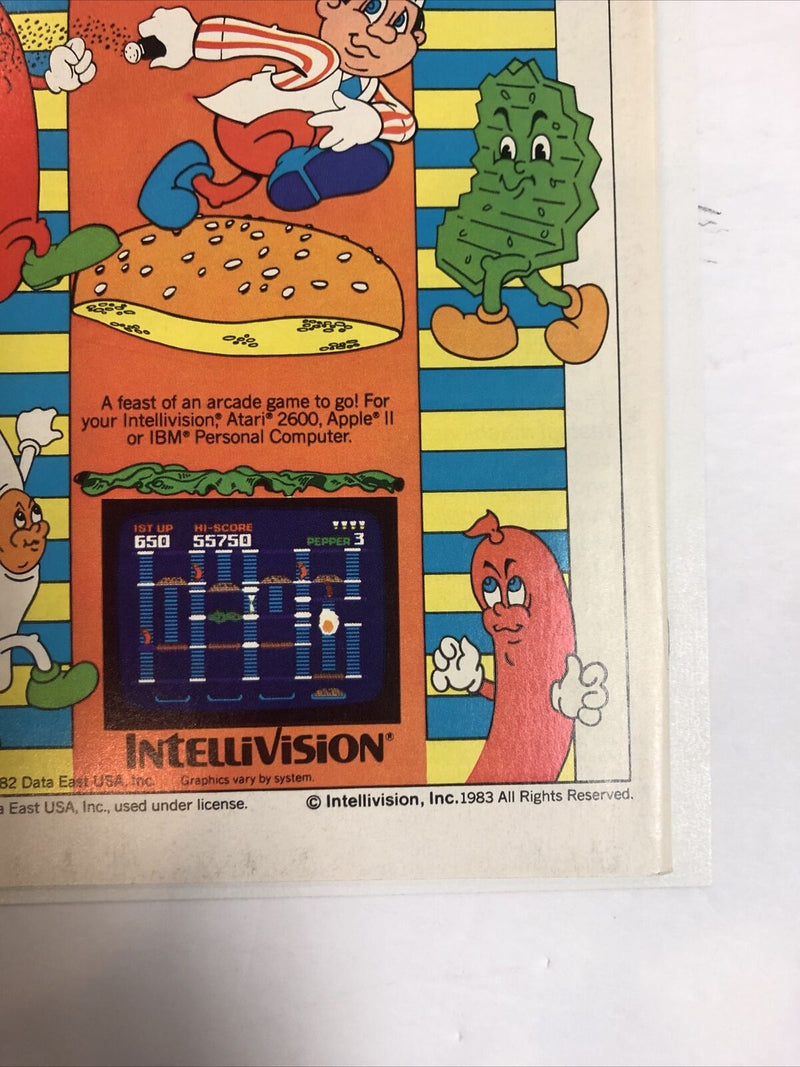 A feast of an arcade game to go! For
your Intellivision,® Atari® 2600, Apple® II
or IBM® Personal Computer.
1ST UP HI-SCORE
650 55750 PEPPER 3
INTELLIVISION®
82 Data East USA, Inc. Graphics vary by system.
a East USA, Inc., used under license. © Intellivision, Inc. 1983 All Rights Reserved.